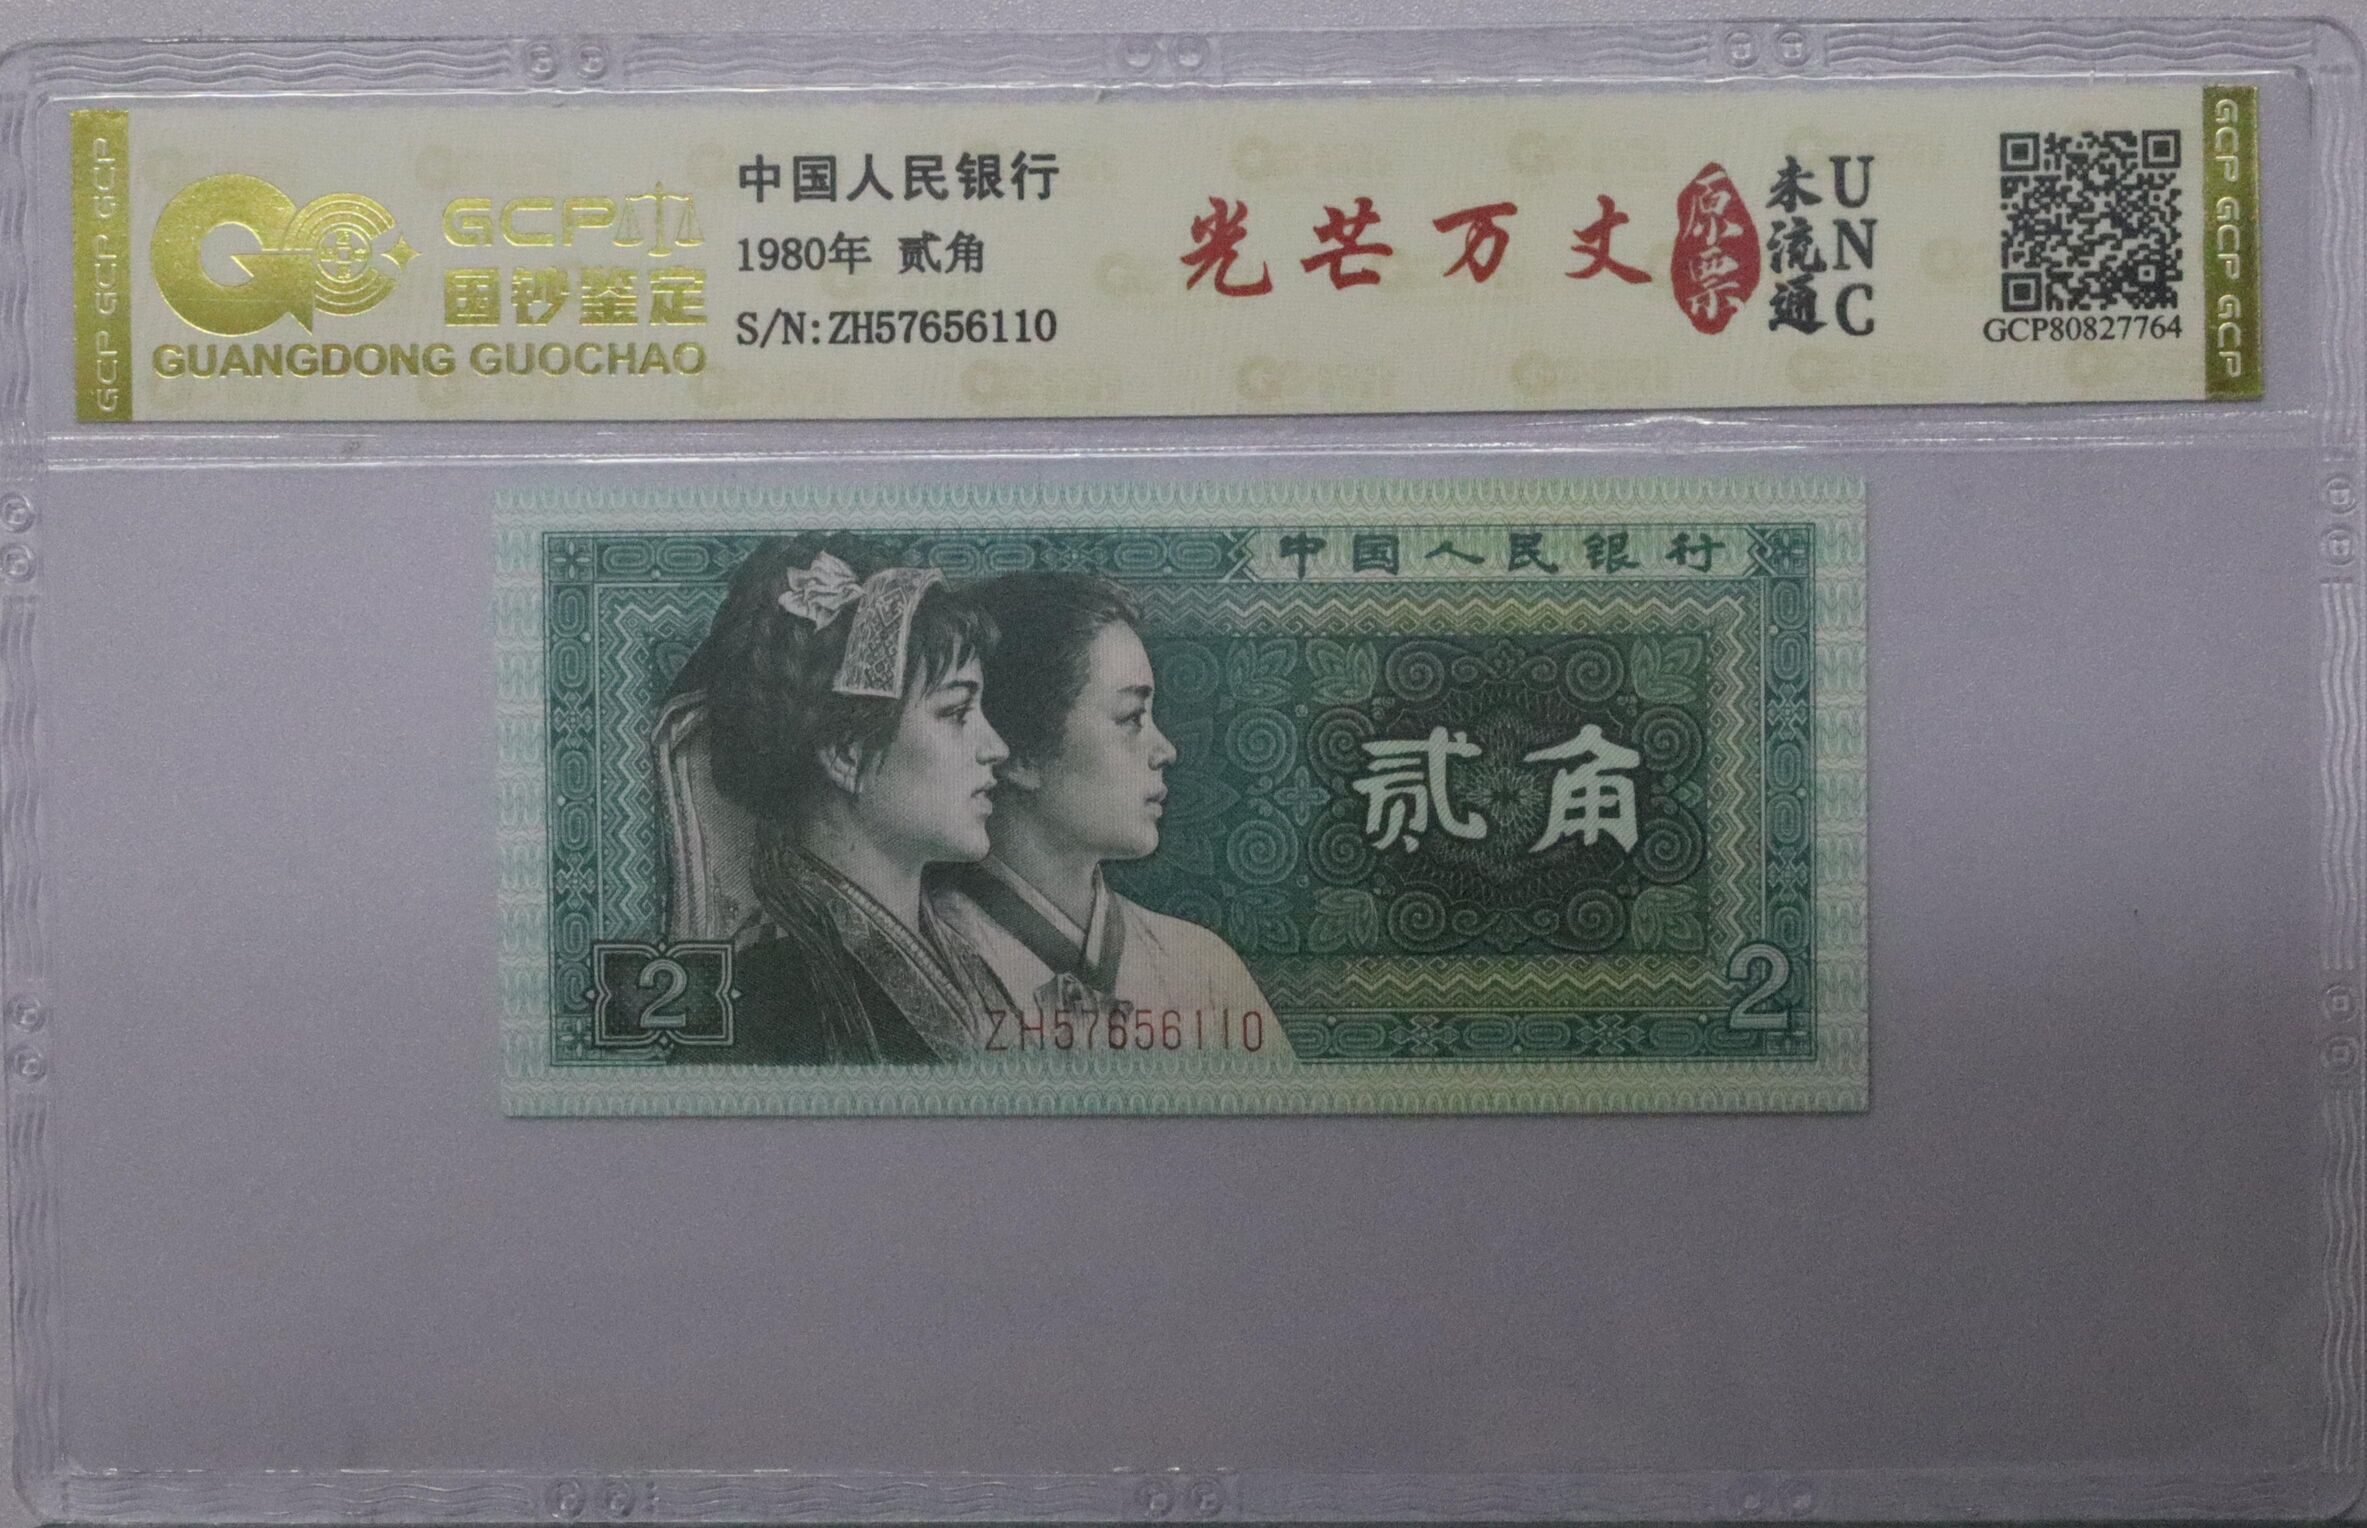 GCP GCP GCP
GCP
国钞鉴定
GUANGDONG GUOCHAO
中国人民银行
1980年 贰角
S/N:ZH57656110
光芒万丈
原票
未流通
UNC
GCP80827764
GCP GCP GCP
中国人民银行
贰角
2
2
ZH57656110